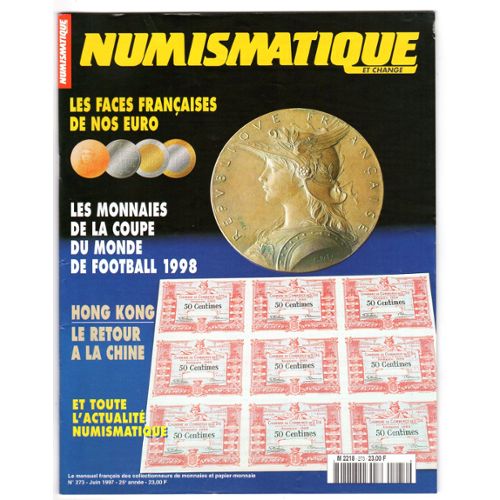 NUMISMATIQUE
NUMISMATIQUE
ET CHANGE
LES FACES FRANÇAISES
DE NOS EURO
REPUBLIQUE FRANÇAISE
LES MONNAIES
DE LA COUPE
DU MONDE
DE FOOTBALL 1998
HONG KONG
LE RETOUR
A LA CHINE
50 Centimes
50 Centimes
50 Centimes
50 Centimes
50 Centimes
50 Centimes
50 Centimes
50 Centimes
50 Centimes
ET TOUTE
L'ACTUALITÉ
NUMISMATIQUE
Le mensuel français des collectionneurs de monnaies et papier-monnaie
N° 273 - Juin 1997 - 25e année - 23,00 F
M 2218 - 273 - 23,00 F